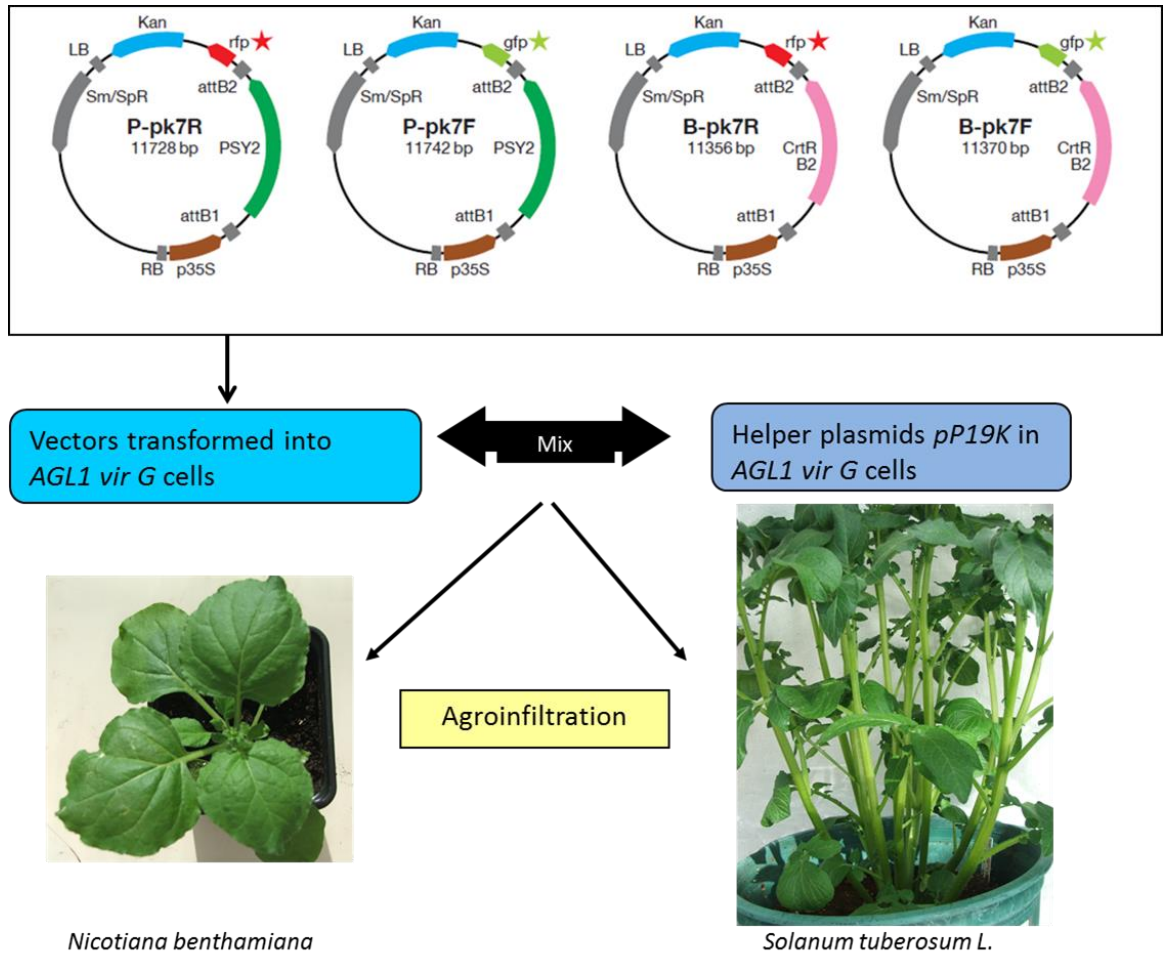 Kan
LB
rfp
attB2
Sm/SpR
P-pk7R
11728 bp
PSY2
attB1
RB p35S
Kan
LB
gfp
attB2
Sm/SpR
P-pk7F
11742 bp
PSY2
attB1
RB p35S
Kan
LB
rfp
attB2
Sm/SpR
B-pk7R
11356 bp
CrtR
B2
attB1
RB p35S
Kan
LB
gfp
attB2
Sm/SpR
B-pk7F
11370 bp
CrtR
B2
attB1
RB p35S
Vectors transformed into
AGL1 vir G cells
Mix
Helper plasmids pP19K in
AGL1 vir G cells
Agroinfiltration
Nicotiana benthamiana
Solanum tuberosum L.